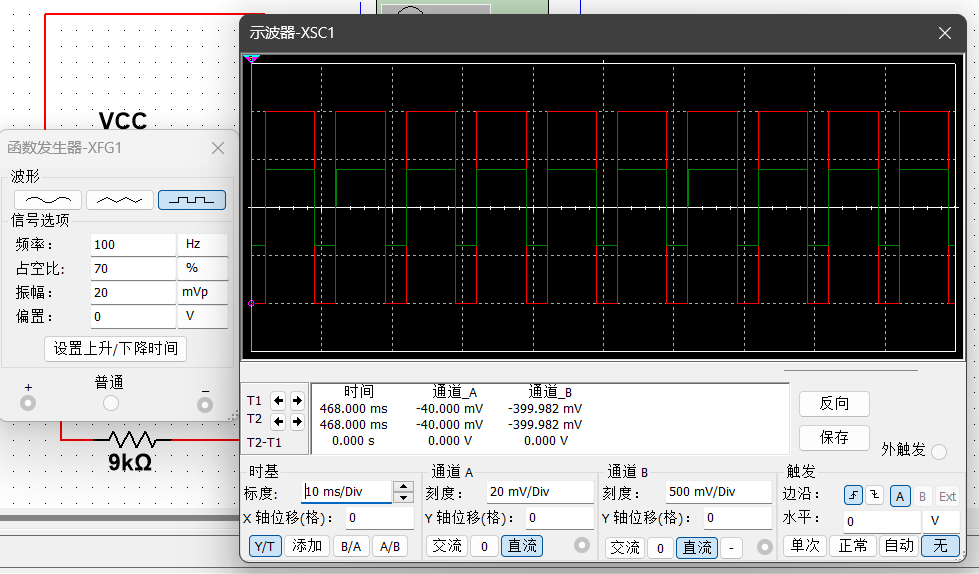 示波器-XSC1
VCC
函数发生器-XFG1
波形
信号选项
频率： 100 Hz
占空比: 70 %
振幅： 20 mVp
偏置： 0 V
设置上升/下降时间
+ 普通 −
9kΩ
时间 通道_A 通道_B
T1 468.000 ms -40.000 mV -399.982 mV
T2 468.000 ms -40.000 mV -399.982 mV
T2-T1 0.000 s 0.000 V 0.000 V
反向
保存
外触发
时基
标度： 10 ms/Div
X 轴位移(格)： 0
Y/T 添加 B/A A/B
通道 A
刻度： 20 mV/Div
Y 轴位移(格)： 0
交流 0 直流
通道 B
刻度： 500 mV/Div
Y 轴位移(格)： 0
交流 0 直流 -
触发
边沿： A B Ext
水平： 0 V
单次 正常 自动 无